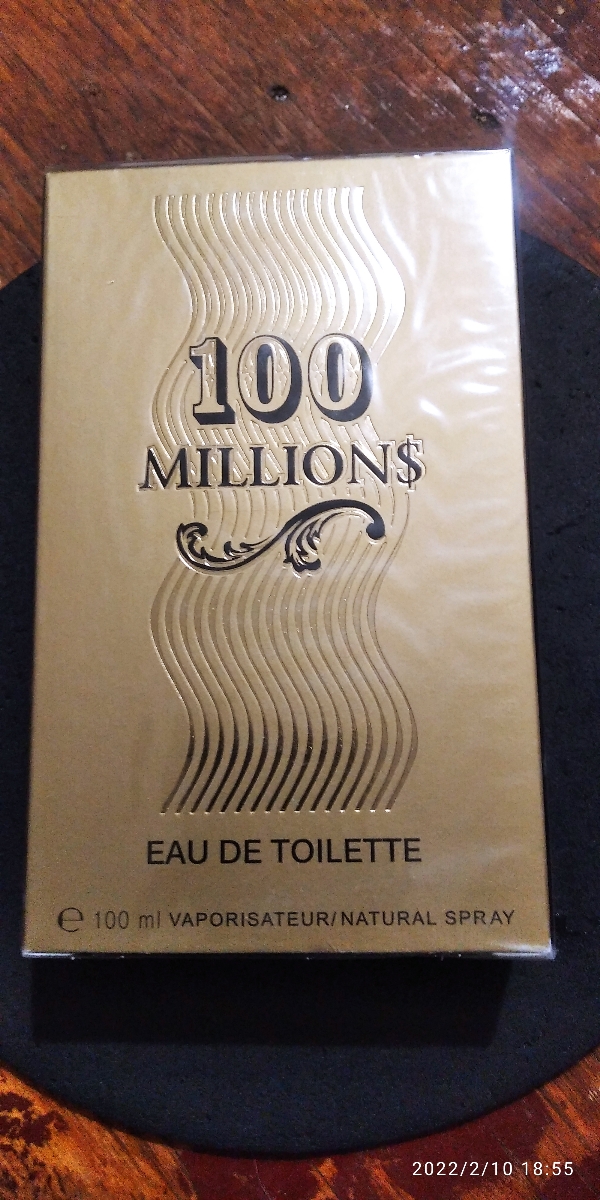 100
MILLION$
EAU DE TOILETTE
℮ 100 ml VAPORISATEUR/NATURAL SPRAY
2022/2/10 18:55